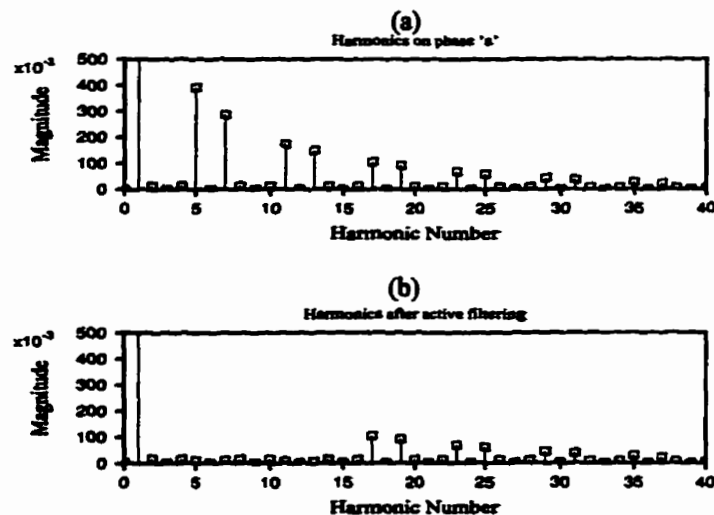 (a)
Harmonics on phase 'a'
x10⁻³
500
400
300
200
100
0
Magnitude
0 5 10 15 20 25 30 35 40
Harmonic Number
(b)
Harmonics after active filtering
x10⁻³
500
400
300
200
100
0
Magnitude
0 5 10 15 20 25 30 35 40
Harmonic Number